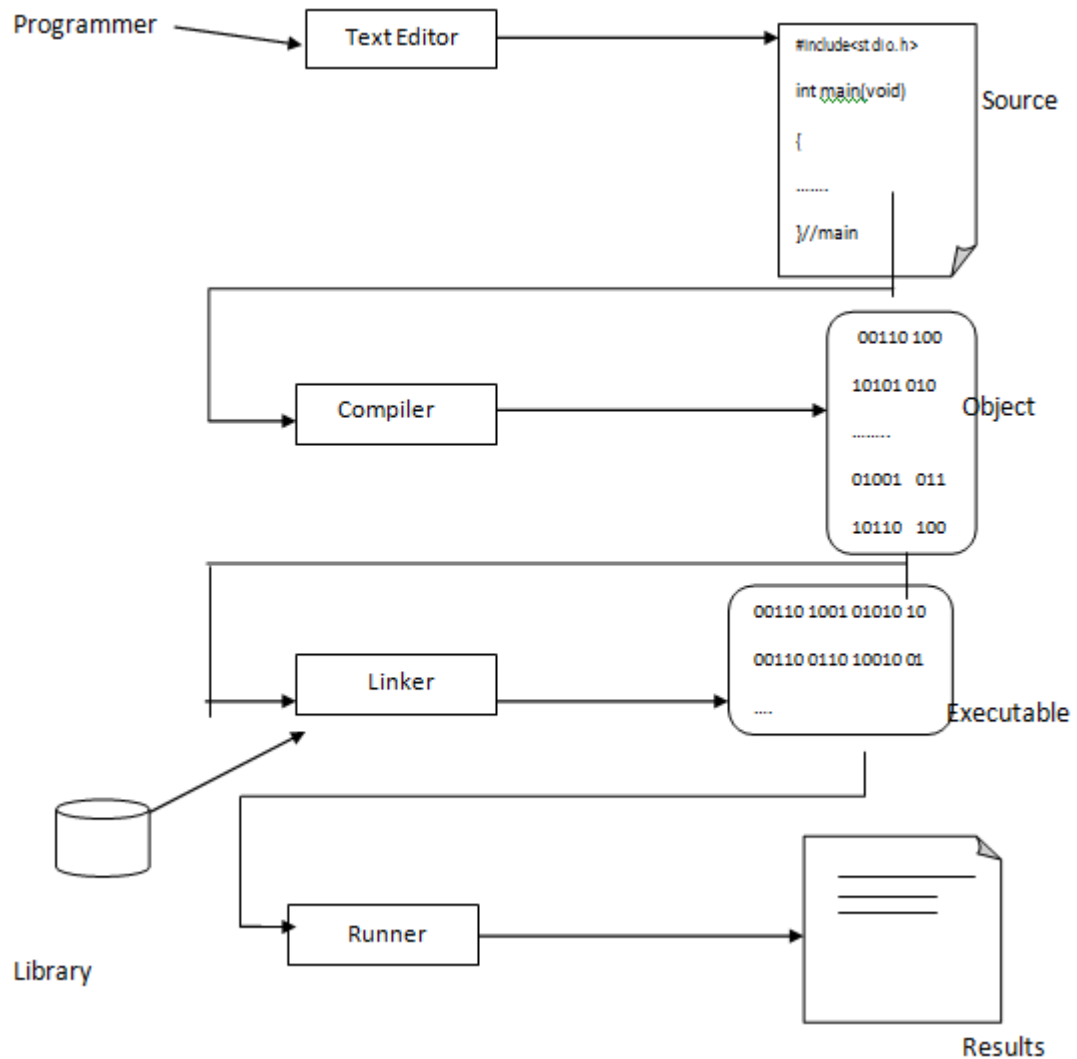 Programmer
Text Editor
#include<stdio.h>
int main(void)
{
........
}//main
Source
Compiler
00110 100
10101 010
.........
01001 011
10110 100
Object
Linker
00110 1001 01010 10
00110 0110 10010 01
....
Executable
Library
Runner
Results